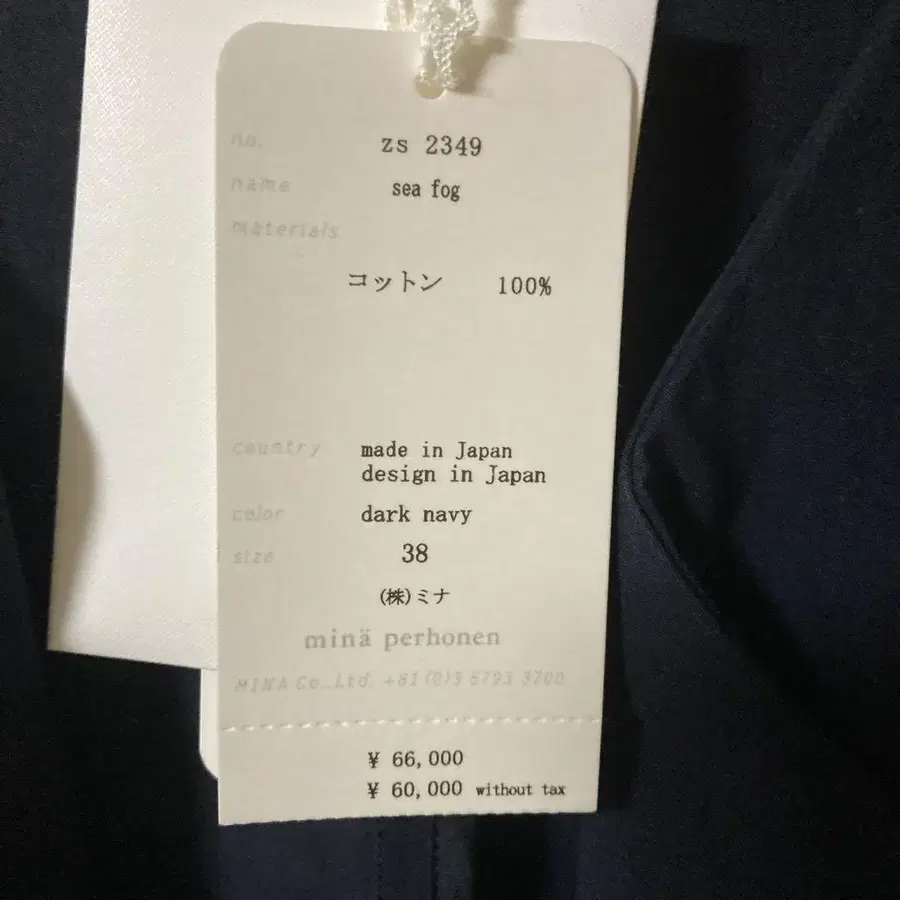 no. zs 2349
name sea fog
materials
コットン 100%
country made in Japan
design in Japan
color dark navy
size 38
(株)ミナ
minä perhonen
MINA Co.,Ltd. +81(0)3 6793 3700
¥ 66,000
¥ 60,000 without tax